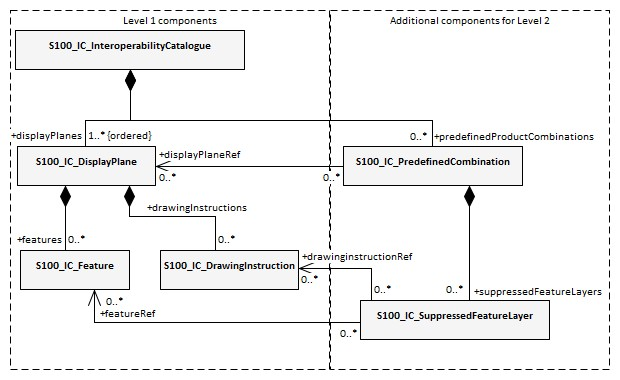 Level 1 components
Additional components for Level 2
S100_IC_InteroperabilityCatalogue
+displayPlanes
1..* {ordered}
0..*
+predefinedProductCombinations
S100_IC_DisplayPlane
+displayPlaneRef
0..*
0..*
S100_IC_PredefinedCombination
+drawingInstructions
+features
0..*
0..*
S100_IC_Feature
S100_IC_DrawingInstruction
+drawinginstructionRef
0..*
0..*
0..*
+suppressedFeatureLayers
0..*
+featureRef
S100_IC_SuppressedFeatureLayer
0..*